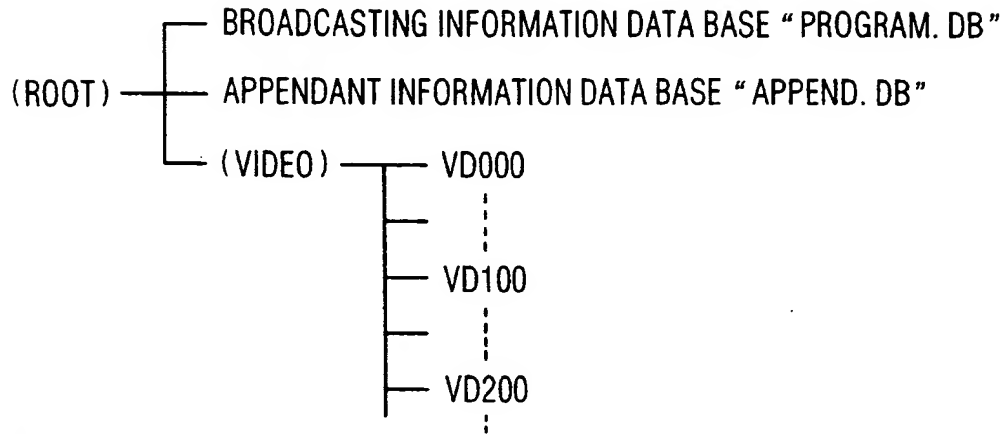 BROADCASTING INFORMATION DATA BASE “PROGRAM. DB”
(ROOT)
APPENDANT INFORMATION DATA BASE “APPEND. DB”
(VIDEO)
VD000
VD100
VD200